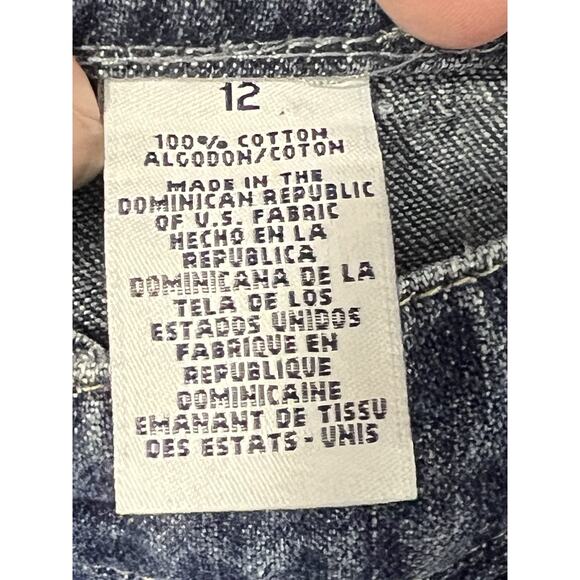 12
100% COTTON
ALGODON/COTON
MADE IN THE
DOMINICAN REPUBLIC
OF U.S. FABRIC
HECHO EN LA
REPUBLICA
DOMINICANA DE LA
TELA DE LOS
ESTADOS UNIDOS
FABRIQUE EN
REPUBLIQUE
DOMINICAINE
EMANANT DE TISSU
DES ESTATS-UNIS